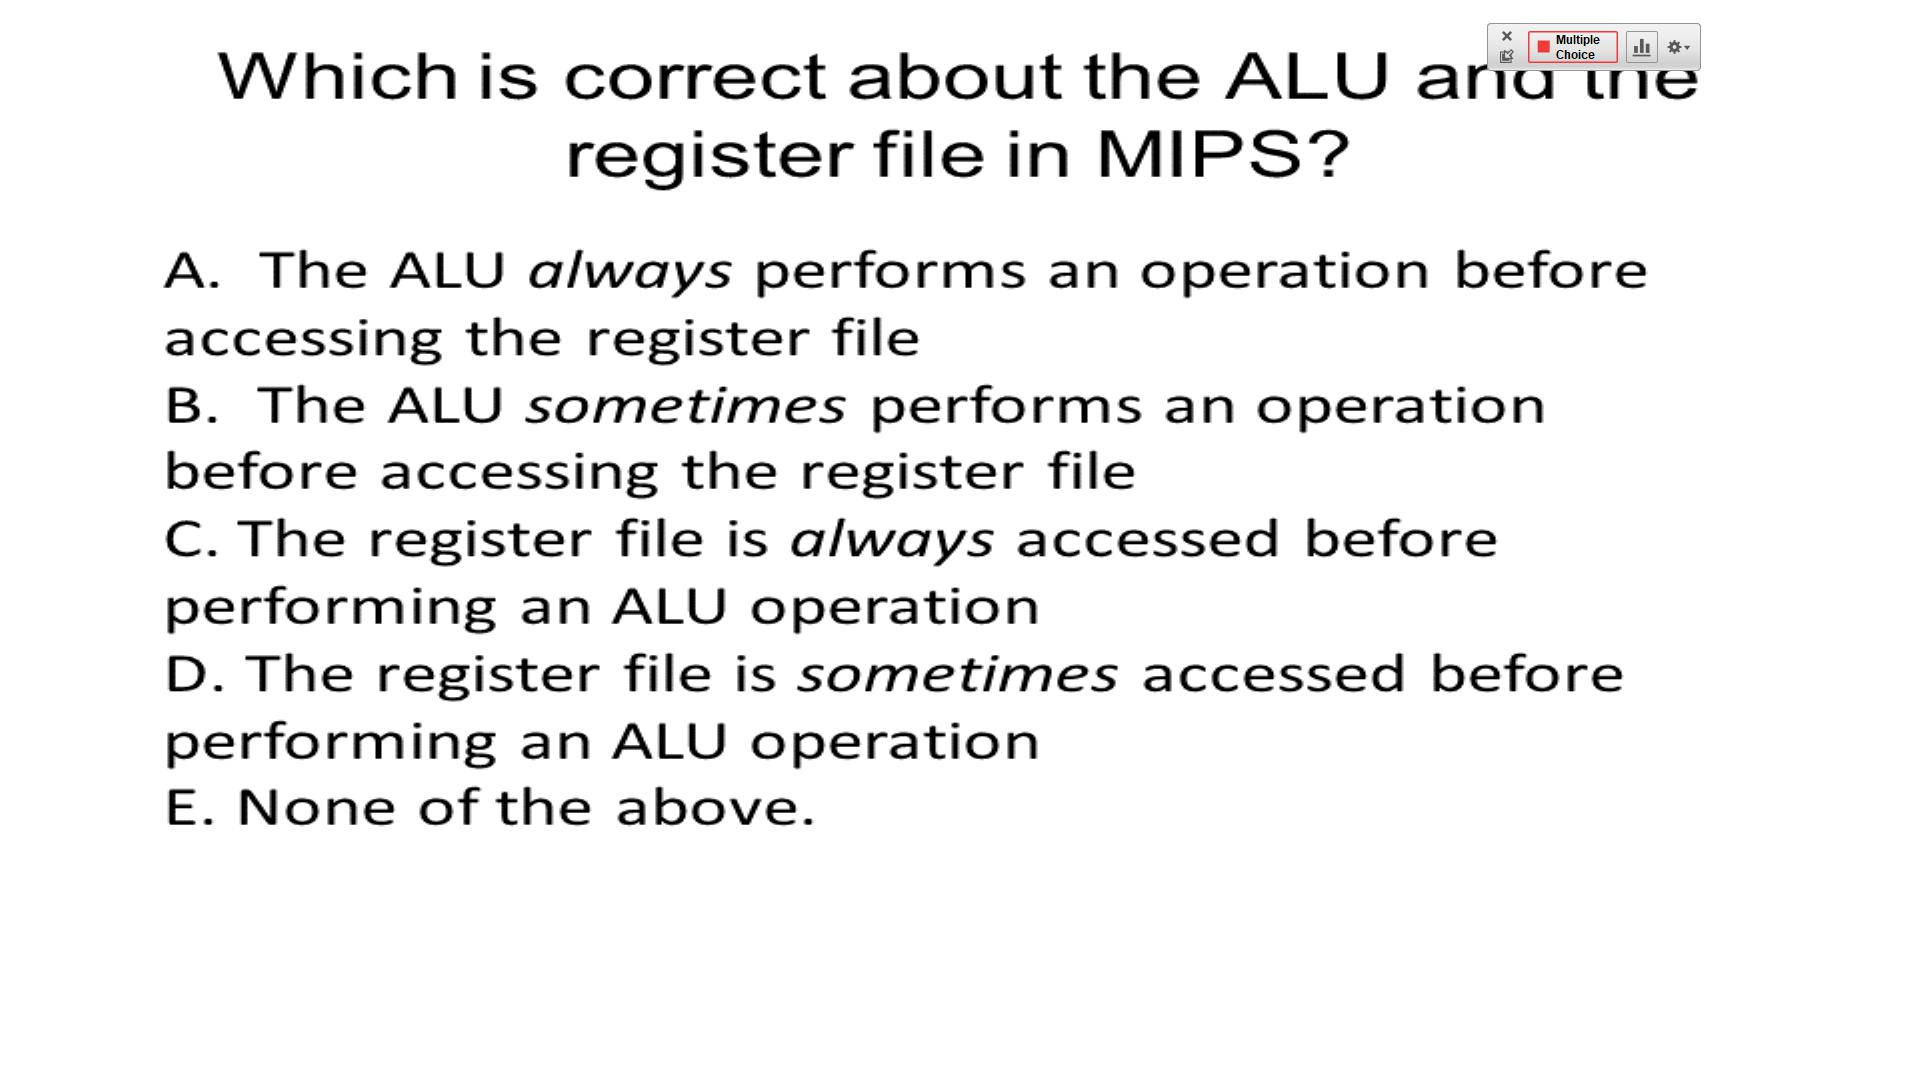 Multiple
Choice
Which is correct about the ALU and the
register file in MIPS?
A. The ALU always performs an operation before
accessing the register file
B. The ALU sometimes performs an operation
before accessing the register file
C. The register file is always accessed before
performing an ALU operation
D. The register file is sometimes accessed before
performing an ALU operation
E. None of the above.